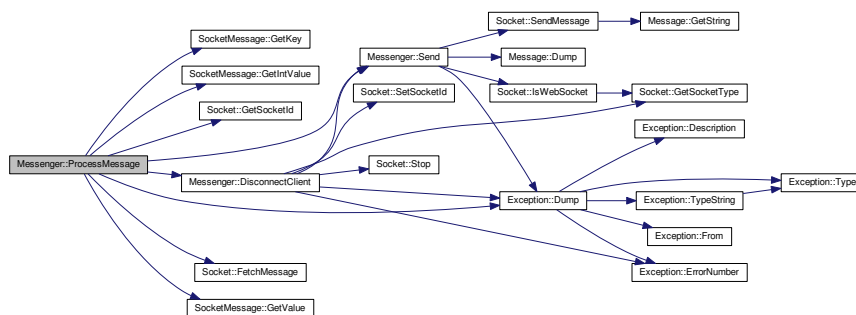 Messenger::ProcessMessage
SocketMessage::GetKey
SocketMessage::GetIntValue
Socket::GetSocketId
Messenger::DisconnectClient
Socket::FetchMessage
SocketMessage::GetValue
Messenger::Send
Socket::SetSocketId
Socket::Stop
Socket::SendMessage
Message::Dump
Socket::IsWebSocket
Exception::Dump
Message::GetString
Socket::GetSocketType
Exception::Description
Exception::TypeString
Exception::From
Exception::ErrorNumber
Exception::Type